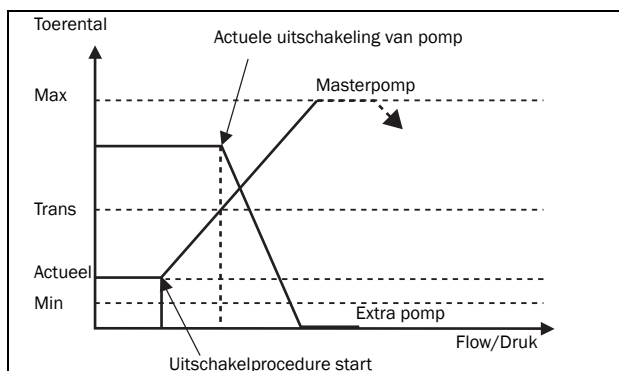 Toerental
Actuele uitschakeling van pomp
Masterpomp
Max
Trans
Actueel
Min
Extra pomp
Flow/Druk
Uitschakelprocedure start